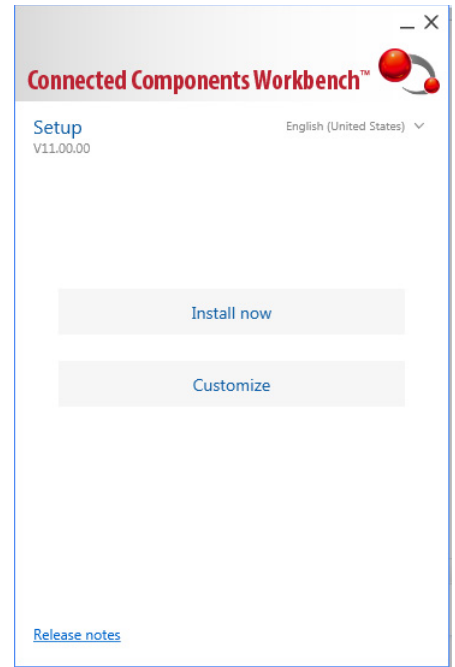 Connected Components Workbench™
Setup
English (United States)
V11.00.00
Install now
Customize
Release notes